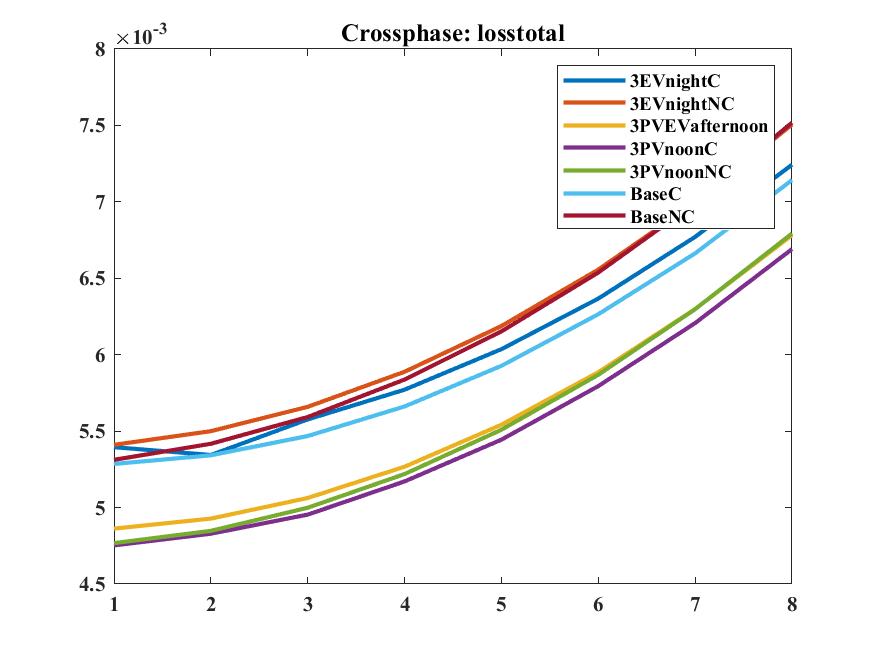 Crossphase: losstotal
×10-3
8
7.5
7
6.5
6
5.5
5
4.5
1 2 3 4 5 6 7 8
3EVnightC
3EVnightNC
3PVEVafternoon
3PVnoonC
3PVnoonNC
BaseC
BaseNC